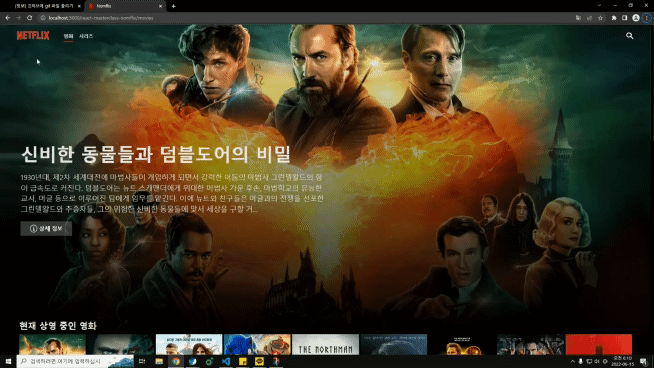 [정보] 깃허브에 gif 파일 올리기
Nomflix
localhost:3000/react-masterclass-nomflix/movies
NETFLIX 영화 시리즈
신비한 동물들과 덤블도어의 비밀
1930년대, 제2차 세계대전에 마법사들이 개입하게 되면서 강력한 어둠의 마법사 그린델왈드의 힘
이 급속도로 커진다. 덤블도어는 뉴트 스캐맨더에게 위대한 마법사 가문 후손, 마법학교의 유능한
교사, 머글 등으로 이루어진 팀에게 임무를 맡긴다. 이에 뉴트와 친구들은 머글과의 전쟁을 선포한
그린델왈드와 추종자들, 그의 위험한 신비한 동물들에 맞서 세상을 구할 거...
상세 정보
현재 상영 중인 영화
THE NORTHMAN
검색하려면 여기에 입력하십시
오전 6:10
2022-06-15